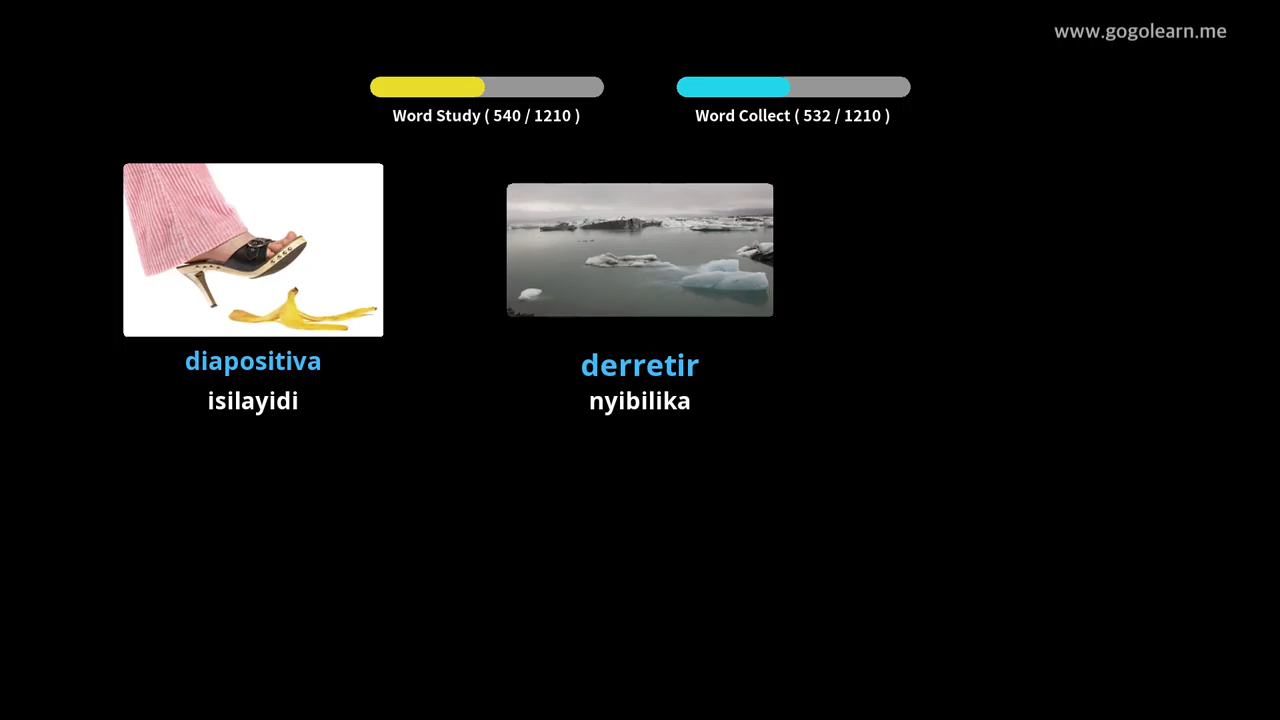 www.gogolearn.me
Word Study ( 540 / 1210 )
Word Collect ( 532 / 1210 )
diapositiva
isilayidi
derretir
nyibilika